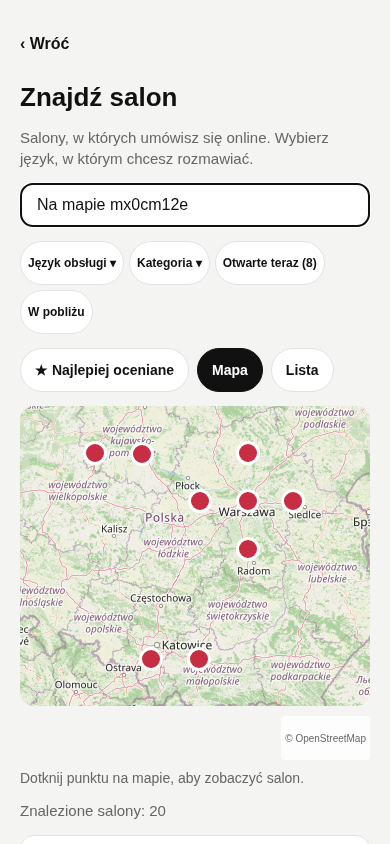 ‹ Wróć
Znajdź salon
Salony, w których umówisz się online. Wybierz
język, w którym chcesz rozmawiać.
Na mapie mx0cm12e
Język obsługi ▾
Kategoria ▾
Otwarte teraz (8)
W pobliżu
★ Najlepiej oceniane
Mapa
Lista
województwo
podlaskie
województwo
kujawsko-
województwo
wielkopolskie
Płock
Polska
Warszawa
Siedlce
Kalisz
województwo
łódzkie
Radom
województwo
lubelskie
Częstochowa
województwo
świętokrzyskie
województwo
opolskie
Katowice
Ostrava
województwo
małopolskie
województwo
podkarpackie
Olomouc
© OpenStreetMap
Dotknij punktu na mapie, aby zobaczyć salon.
Znalezione salony: 20